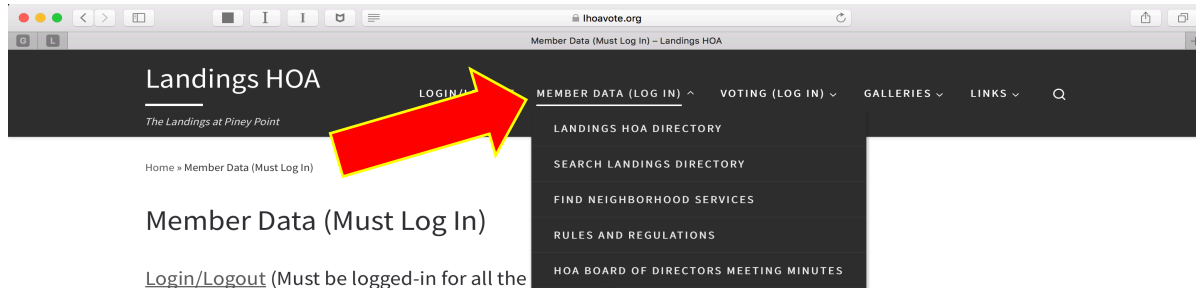 lhoavote.org
G L Member Data (Must Log In) – Landings HOA
Landings HOA
LOGIN/ MEMBER DATA (LOG IN) VOTING (LOG IN) GALLERIES LINKS
The Landings at Piney Point
LANDINGS HOA DIRECTORY
SEARCH LANDINGS DIRECTORY
Home » Member Data (Must Log In)
FIND NEIGHBORHOOD SERVICES
Member Data (Must Log In)
RULES AND REGULATIONS
HOA BOARD OF DIRECTORS MEETING MINUTES
Login/Logout (Must be logged-in for all the